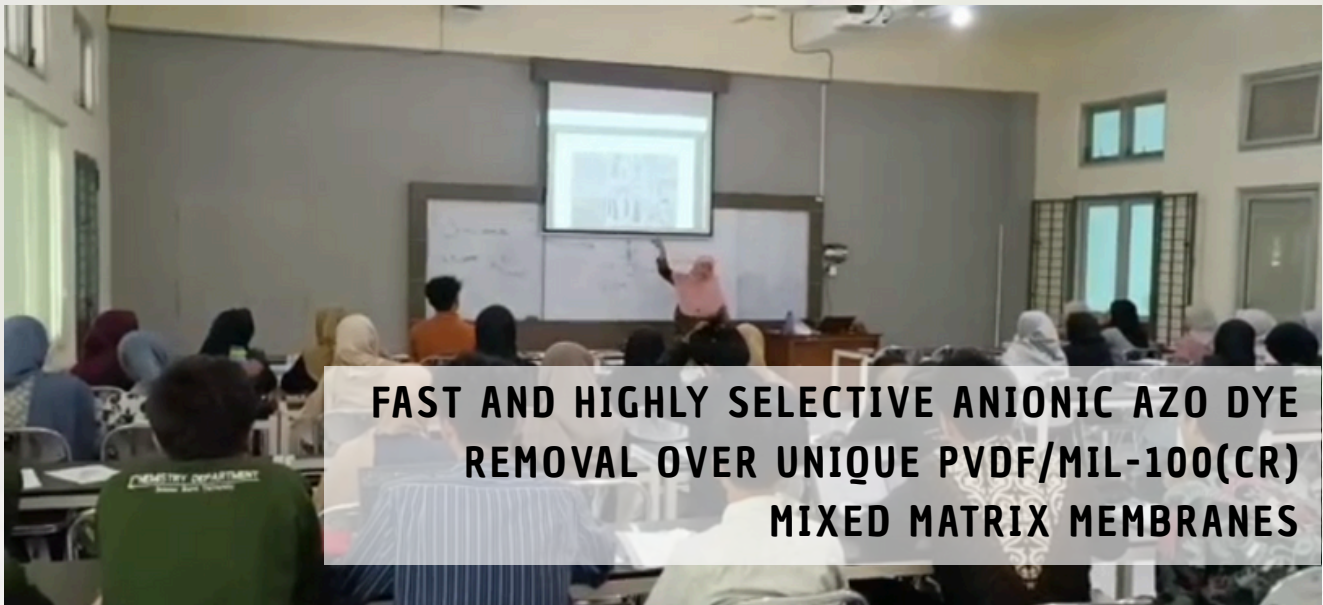 FAST AND HIGHLY SELECTIVE ANIONIC AZO DYE
REMOVAL OVER UNIQUE PVDF/MIL-100(CR)
MIXED MATRIX MEMBRANES
CHEMISTRY DEPARTMENT